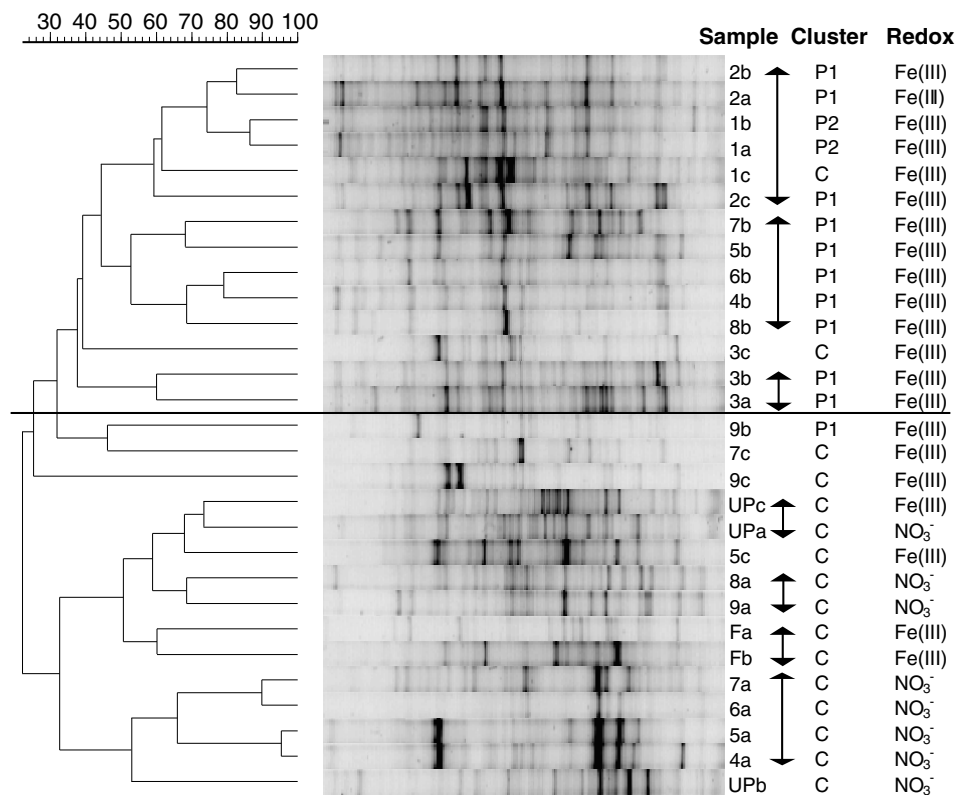 30 40 50 60 70 80 90 100
Sample Cluster Redox
2b P1 Fe(III)
2a P1 Fe(III)
1b P2 Fe(III)
1a P2 Fe(III)
1c C Fe(III)
2c P1 Fe(III)
7b P1 Fe(III)
5b P1 Fe(III)
6b P1 Fe(III)
4b P1 Fe(III)
8b P1 Fe(III)
3c C Fe(III)
3b P1 Fe(III)
3a P1 Fe(III)
9b P1 Fe(III)
7c C Fe(III)
9c C Fe(III)
UPc C Fe(III)
UPa C NO₃⁻
5c C Fe(III)
8a C NO₃⁻
9a C NO₃⁻
Fa C Fe(III)
Fb C Fe(III)
7a C NO₃⁻
6a C NO₃⁻
5a C NO₃⁻
4a C NO₃⁻
UPb C NO₃⁻